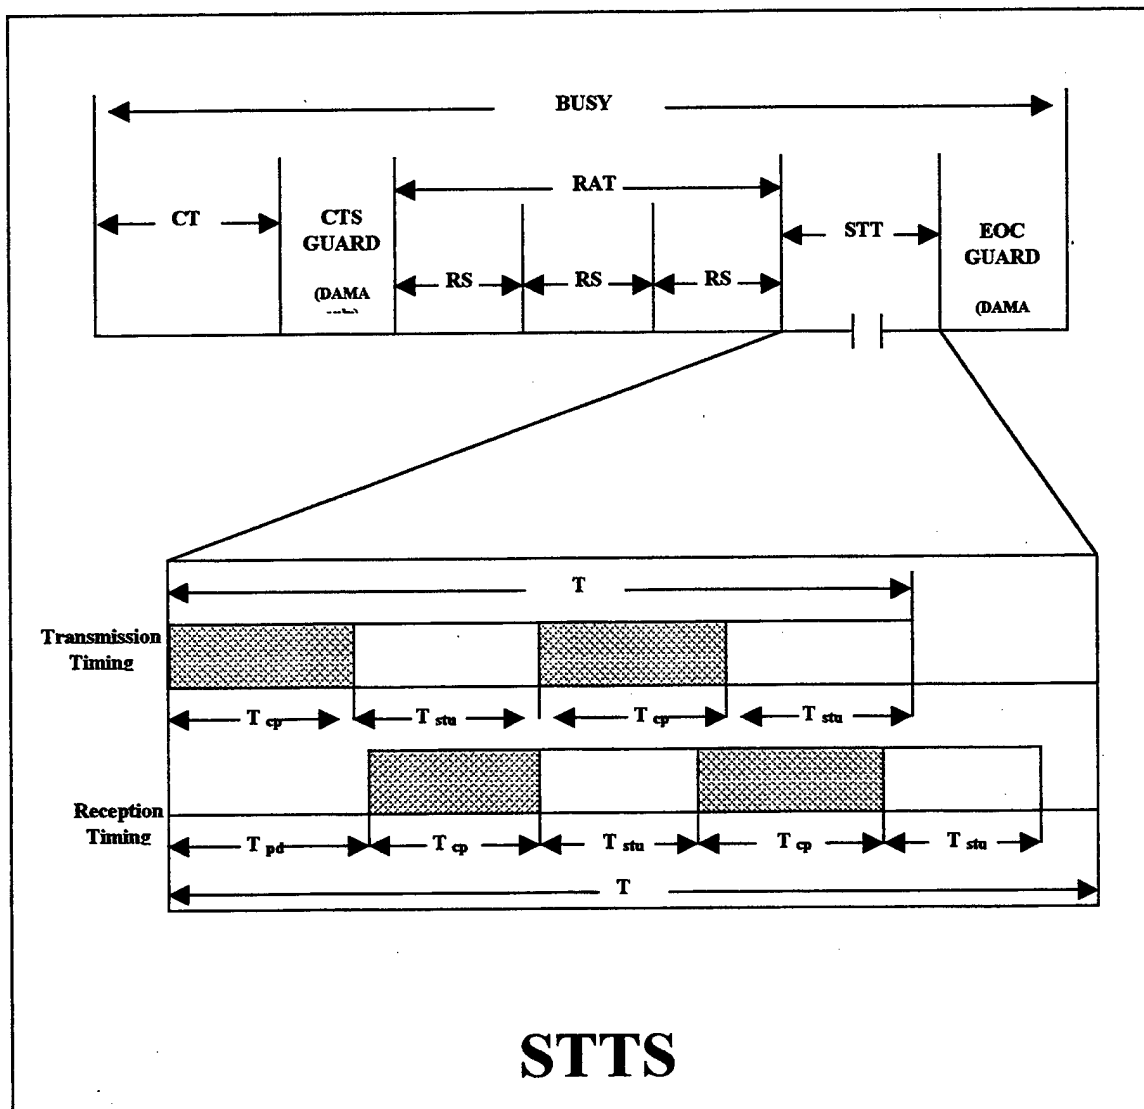 BUSY
RAT
CT
CTS
GUARD
(DAMA
STT
EOC
GUARD
(DAMA
RS RS RS
T
Transmission
Timing
T cp T stu T cp T stu
Reception
Timing
T pd T cp T stu T cp T stu
T
STTS